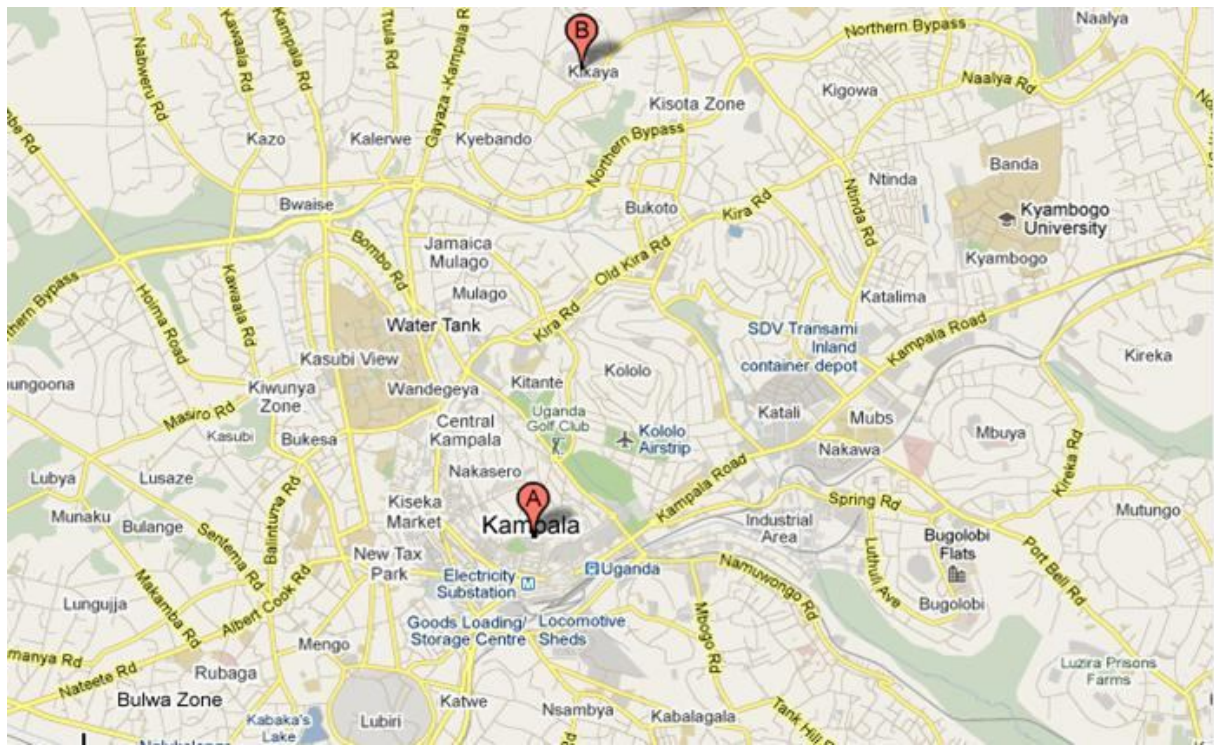 B
Naalya
Northern Bypass
Kawaala Rd
Kampala Rd
Ttula Rd
Gayaza -Kampala R
Nabweru Rd
Kikaya
Naalya Rd
Kisota Zone
Kigowa
No
be Rd
Kazo
Kalerwe
Kyebando
Northern Bypass
Banda
Ntinda
Bwaise
Bukoto
Kira Rd
Ntinda Rd
Kyambogo
University
Jamaica
Mulago
Bombo Rd
Old Kira Rd
Kyambogo
hern Bypass
Hoima Road
Kawaala Rd
Mulago
Katalima
Water Tank
Kira Rd
SDV Transami
Inland
container depot
Kampala Road
Kasubi View
Kireka
ungoona
Kiwunya
Zone
Wandegeya
Kitante
Kololo
Masiro Rd
Uganda
Golf Club
Katali
Mubs
Kasubi
Bukesa
Central
Kampala
Kololo
Airstrip
Mbuya
Nakawa
Kireka Rd
Lubya
Lusaze
Nakasero
Kampala Road
Balintuma Rd
A
Kiseka
Market
Kampala
Spring Rd
Munaku
Bulange
Sentema Rd
Industrial
Area
Mutungo
New Tax
Park
Bugolobi
Flats
Luthuli Ave
Port Bell Rd
Electricity
Substation
M
Uganda
Namuwongo Rd
Makamba Rd
Albert Cook Rd
Lungujja
Bugolobi
Goods Loading/
Storage Centre
Locomotive
Sheds
Mbogo Rd
Mengo
manya Rd
Rubaga
Nateete Rd
Luzira Prisons
Farms
Bulwa Zone
Katwe
Nsambya
Kabalagala
Tank Hill
Kabaka's
Lake
Lubiri
Rd